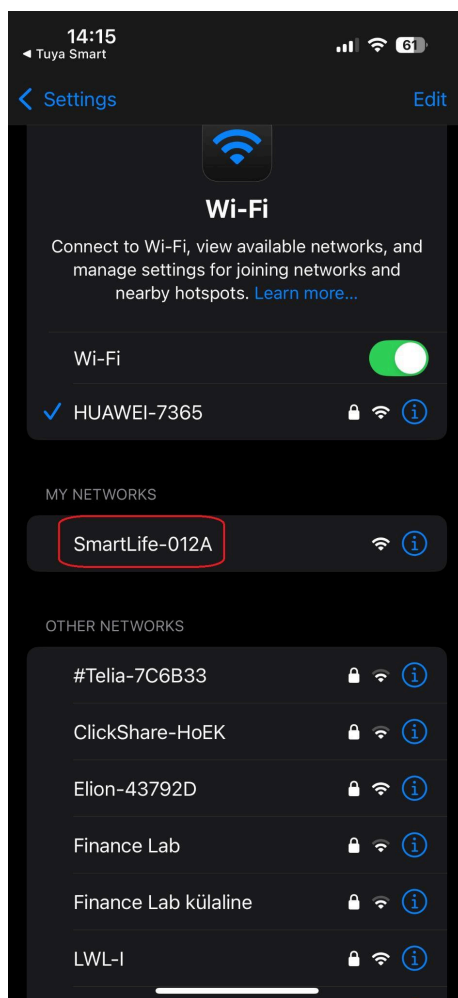 14:15
◀ Tuya Smart
61
Settings
Edit
Wi-Fi
Connect to Wi-Fi, view available networks, and
manage settings for joining networks and
nearby hotspots. Learn more...
Wi-Fi
HUAWEI-7365
MY NETWORKS
SmartLife-012A
OTHER NETWORKS
#Telia-7C6B33
ClickShare-HoEK
Elion-43792D
Finance Lab
Finance Lab külaline
LWL-I